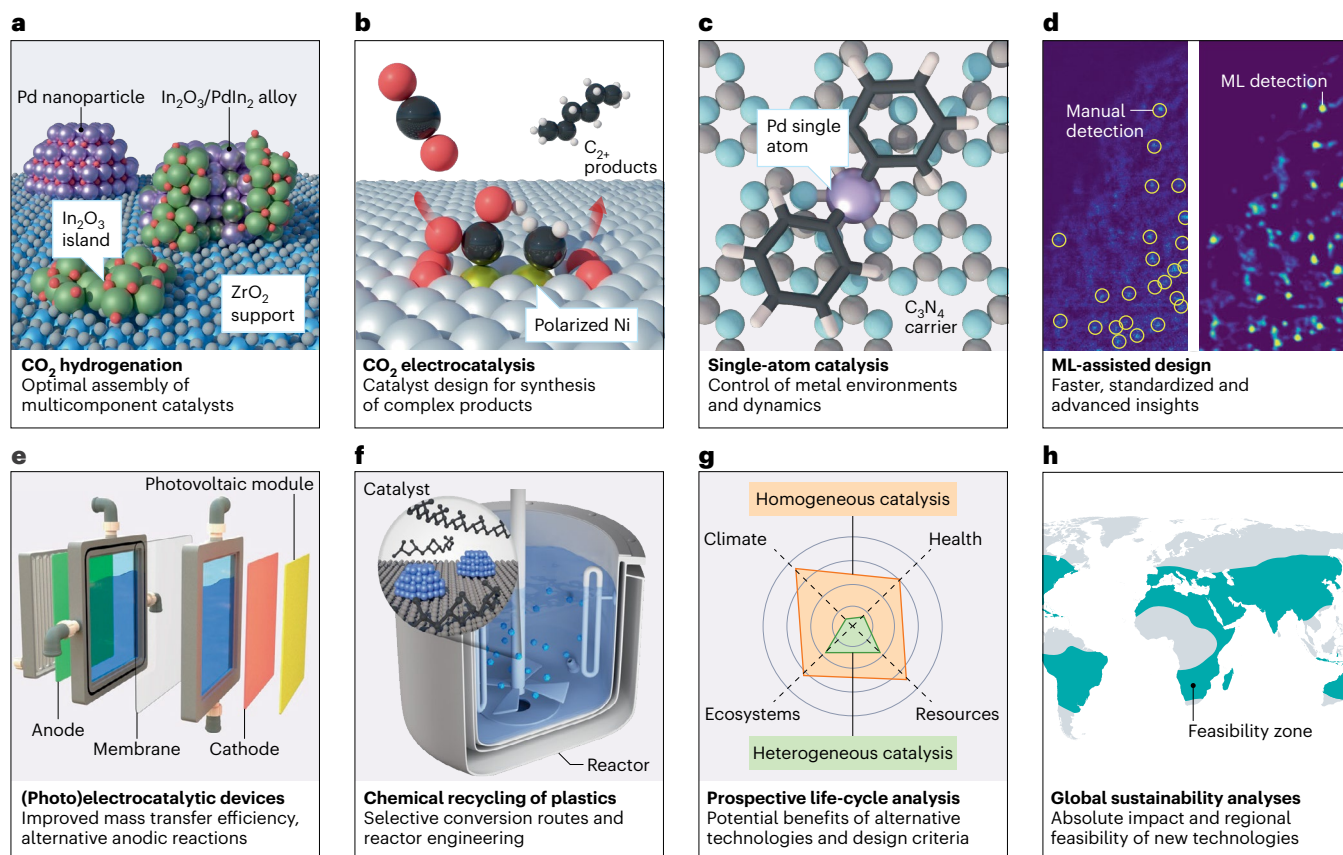 a
Pd nanoparticle
In₂O₃/PdIn₂ alloy
In₂O₃
island
ZrO₂
support
CO₂ hydrogenation
Optimal assembly of
multicomponent catalysts
b
C₂₊
products
Polarized Ni
CO₂ electrocatalysis
Catalyst design for synthesis
of complex products
c
Pd single
atom
C₃N₄
carrier
Single-atom catalysis
Control of metal environments
and dynamics
d
Manual
detection
ML detection
ML-assisted design
Faster, standardized and
advanced insights
e
Photovoltaic module
Anode
Membrane
Cathode
(Photo)electrocatalytic devices
Improved mass transfer efficiency,
alternative anodic reactions
f
Catalyst
Reactor
Chemical recycling of plastics
Selective conversion routes and
reactor engineering
g
Homogeneous catalysis
Climate
Health
Ecosystems
Resources
Heterogeneous catalysis
Prospective life-cycle analysis
Potential benefits of alternative
technologies and design criteria
h
Feasibility zone
Global sustainability analyses
Absolute impact and regional
feasibility of new technologies